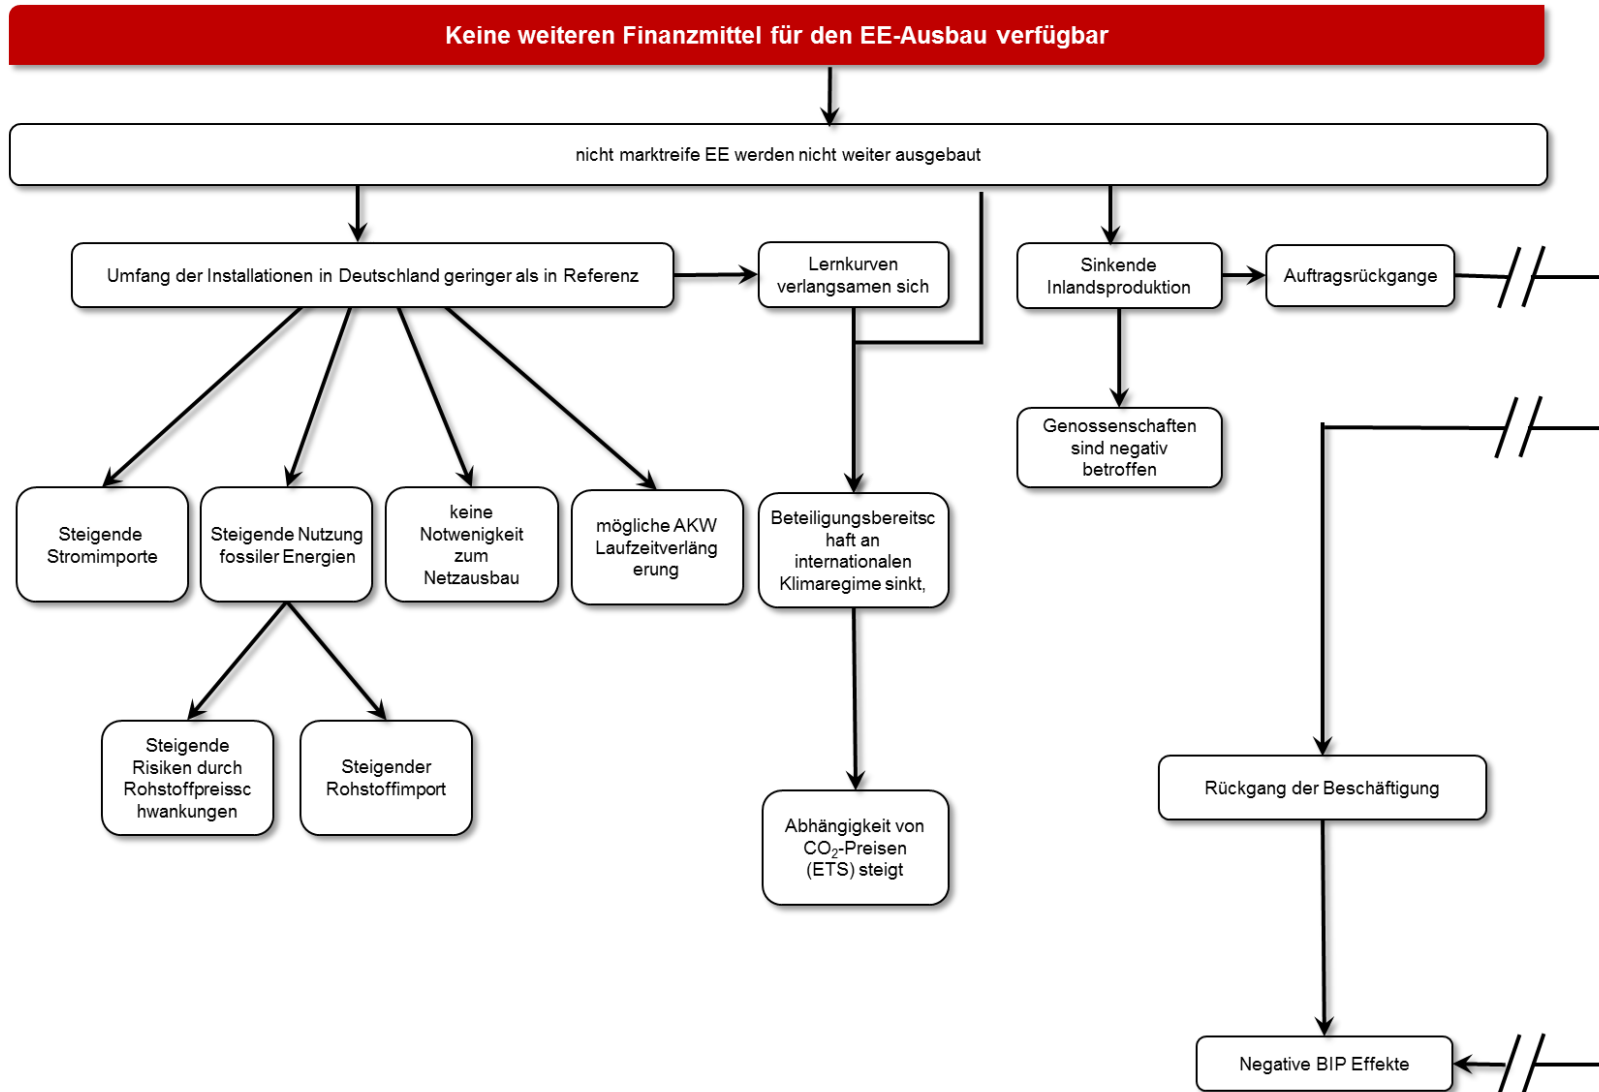 Keine weiteren Finanzmittel für den EE-Ausbau verfügbar
nicht marktreife EE werden nicht weiter ausgebaut
Umfang der Installationen in Deutschland geringer als in Referenz
Lernkurven
verlangsamen sich
Sinkende
Inlandsproduktion
Auftragsrückgange
Genossenschaften
sind negativ
betroffen
Steigende
Stromimporte
Steigende Nutzung
fossiler Energien
keine
Notwenigkeit
zum
Netzausbau
mögliche AKW
Laufzeitverläng
erung
Beteiligungsbereitsc
haft an
internationalen
Klimaregime sinkt,
Steigende
Risiken durch
Rohstoffpreissc
hwankungen
Steigender
Rohstoffimport
Abhängigkeit von
CO₂-Preisen
(ETS) steigt
Rückgang der Beschäftigung
Negative BIP Effekte